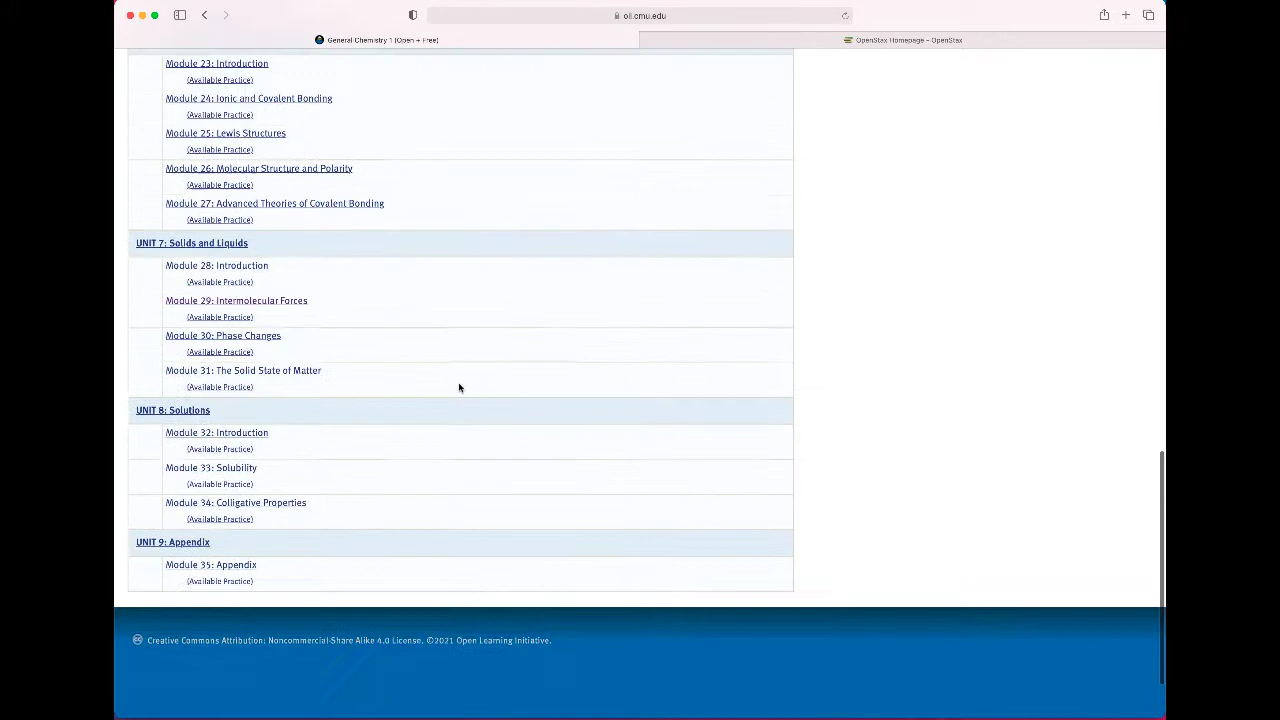 oli.cmu.edu
General Chemistry 1 (Open + Free)
OpenStax Homepage - OpenStax
Module 23: Introduction
(Available Practice)
Module 24: Ionic and Covalent Bonding
(Available Practice)
Module 25: Lewis Structures
(Available Practice)
Module 26: Molecular Structure and Polarity
(Available Practice)
Module 27: Advanced Theories of Covalent Bonding
(Available Practice)
UNIT 7: Solids and Liquids
Module 28: Introduction
(Available Practice)
Module 29: Intermolecular Forces
(Available Practice)
Module 30: Phase Changes
(Available Practice)
Module 31: The Solid State of Matter
(Available Practice)
UNIT 8: Solutions
Module 32: Introduction
(Available Practice)
Module 33: Solubility
(Available Practice)
Module 34: Colligative Properties
(Available Practice)
UNIT 9: Appendix
Module 35: Appendix
(Available Practice)
Creative Commons Attribution: Noncommercial-Share Alike 4.0 License. ©2021 Open Learning Initiative.